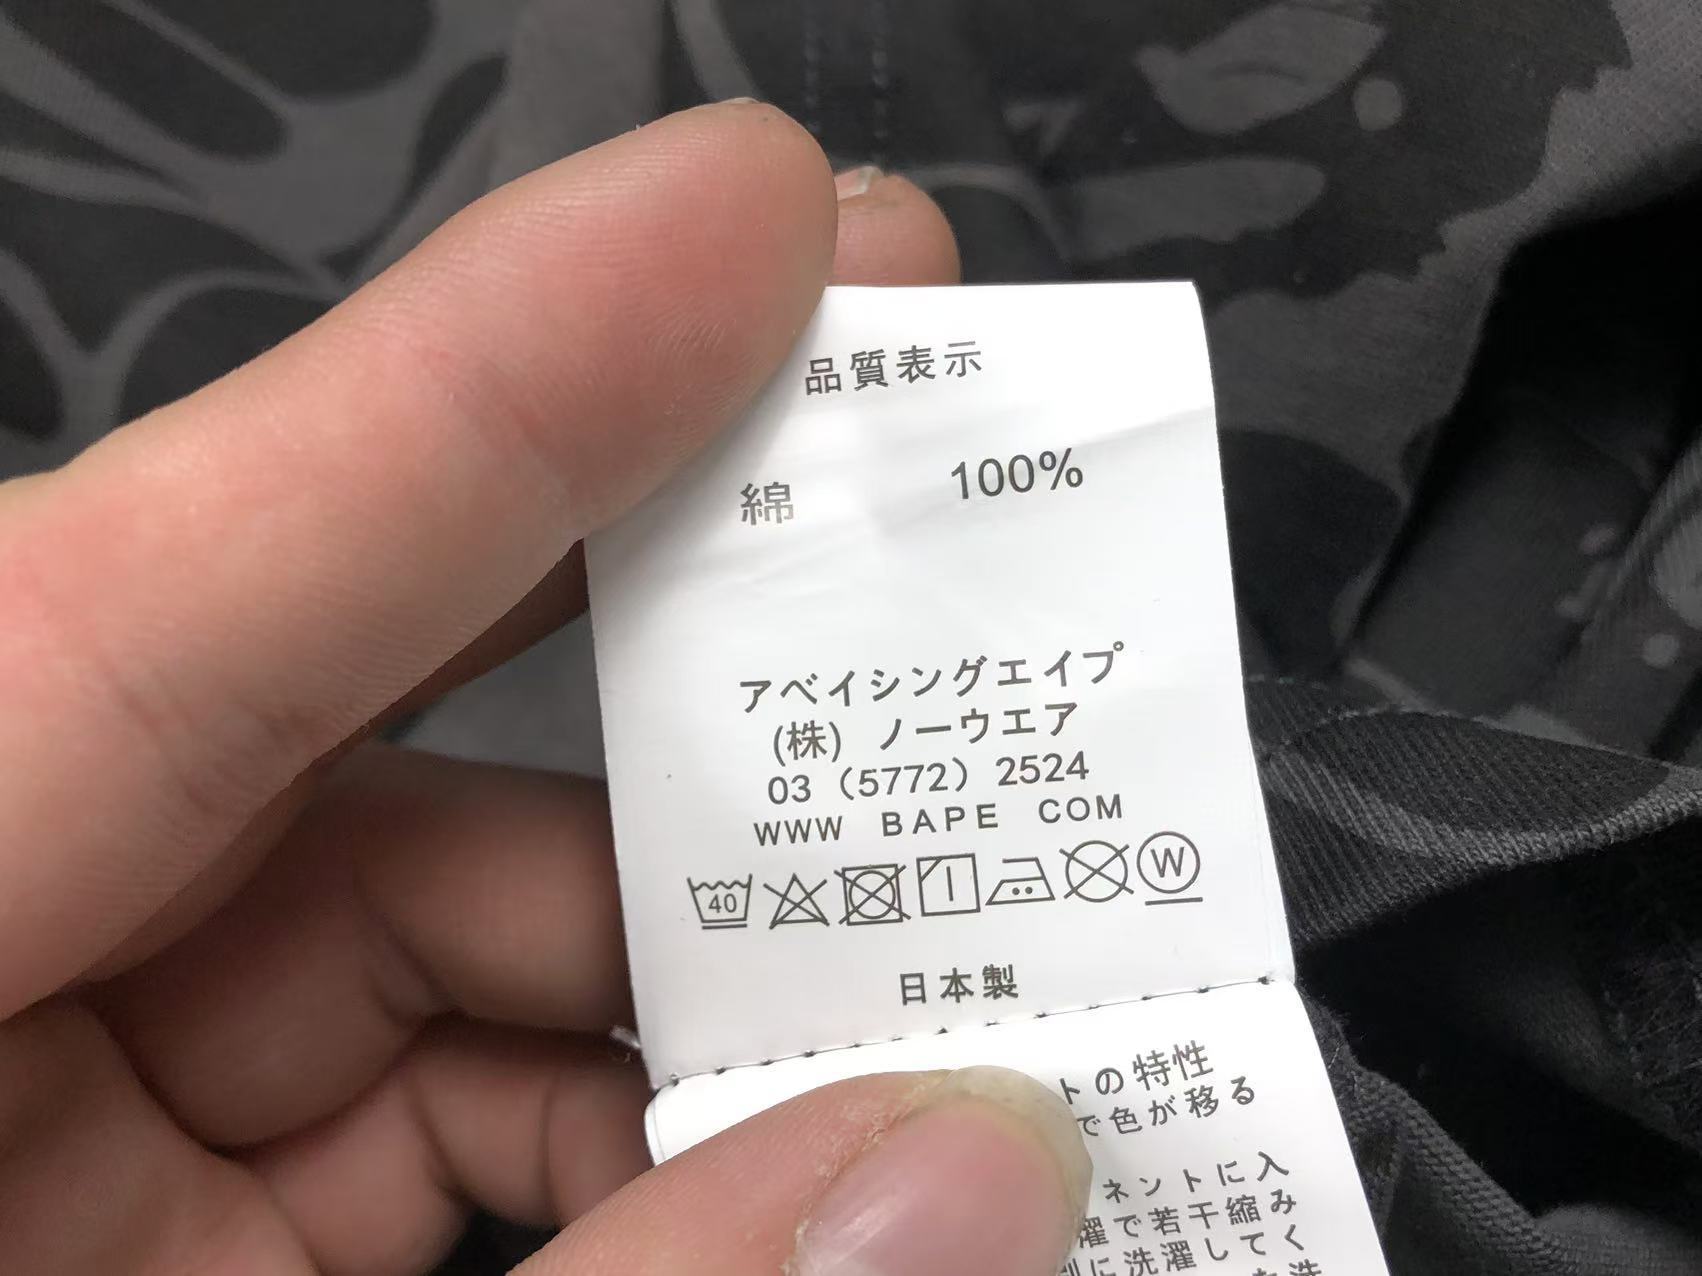 品質表示
綿 100%
アベイシングエイプ
(株) ノーウエア
03 (5772) 2524
WWW BAPE COM
40 W
日本製
トの特性
で色が移る
ネントに入
濯で若干縮み
に洗濯してく